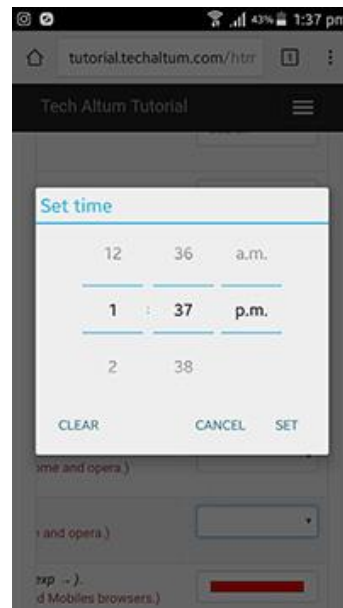 43% 1:37 pm
tutorial.techaltum.com/htm
1
Tech Altum Tutorial
Set time
12 36 a.m.
1 : 37 p.m.
2 38
CLEAR CANCEL SET
ome and opera.)
and opera.)
exp → ).
d Mobiles browsers.)